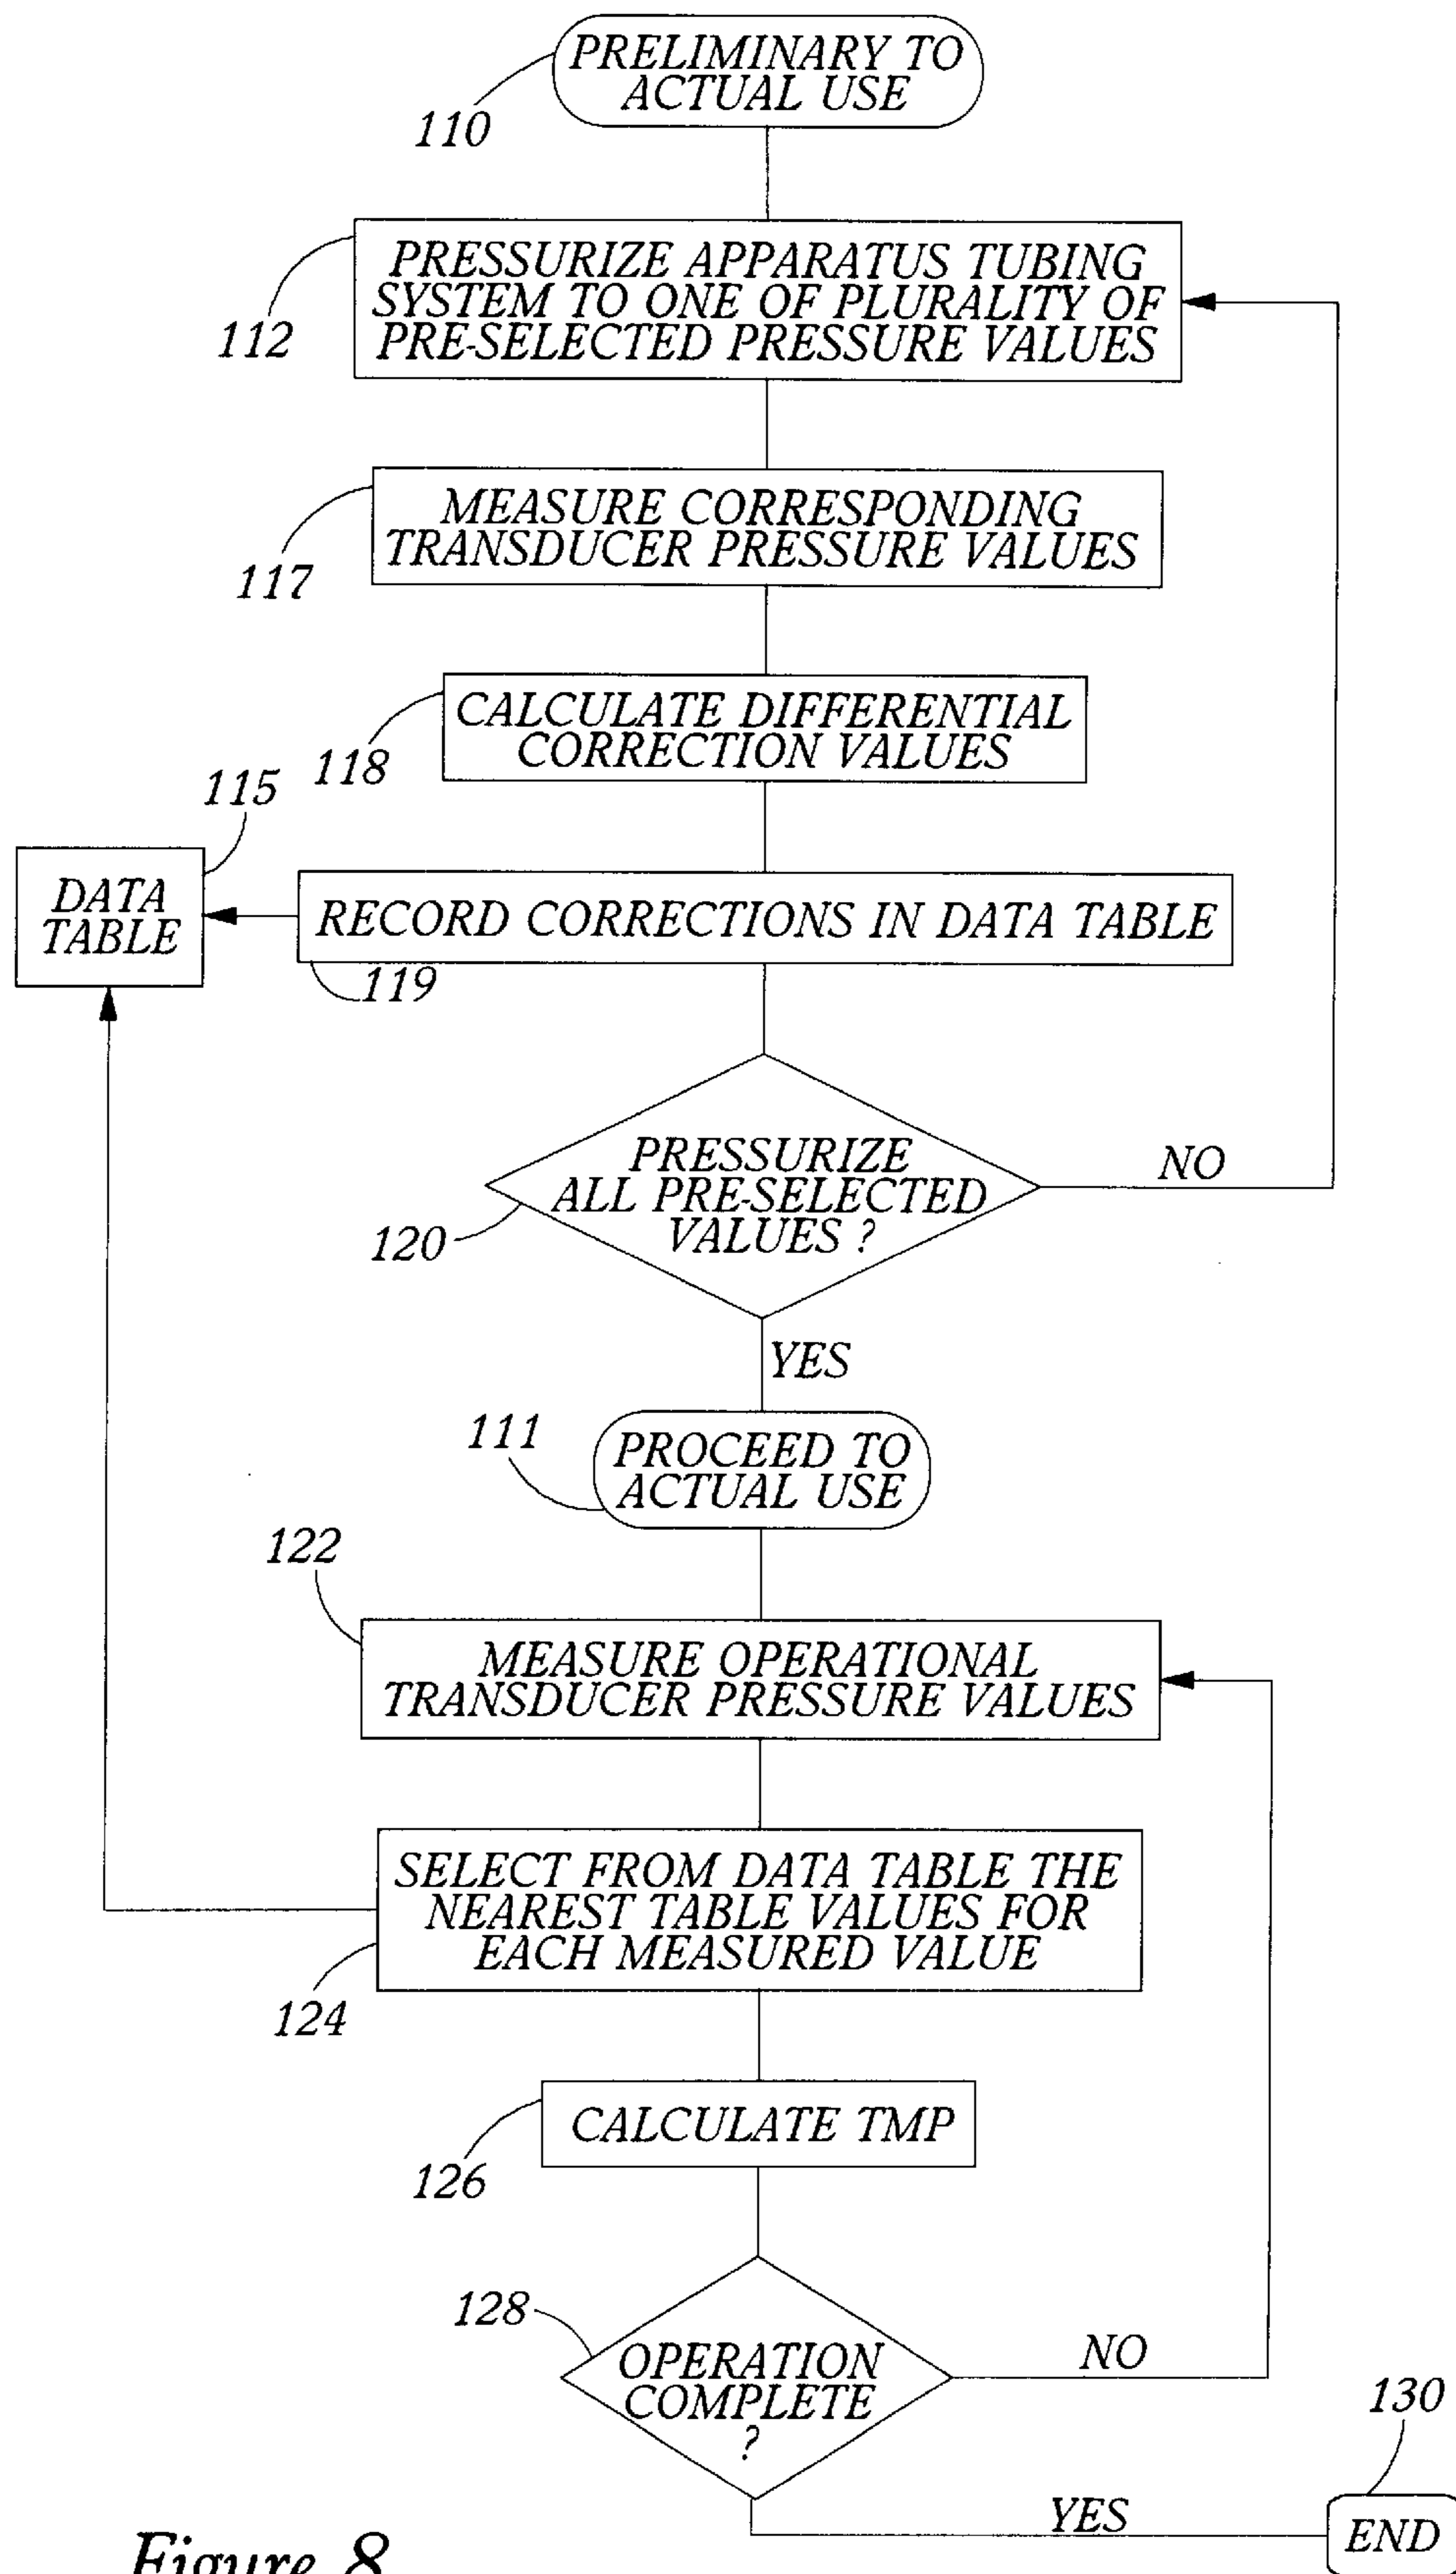 PRELIMINARY TO
ACTUAL USE
110
PRESSURIZE APPARATUS TUBING
SYSTEM TO ONE OF PLURALITY OF
PRE-SELECTED PRESSURE VALUES
112
MEASURE CORRESPONDING
TRANSDUCER PRESSURE VALUES
117
CALCULATE DIFFERENTIAL
CORRECTION VALUES
118
115
DATA
TABLE
RECORD CORRECTIONS IN DATA TABLE
119
PRESSURIZE
ALL PRE-SELECTED
VALUES ?
NO
120
YES
111
PROCEED TO
ACTUAL USE
122
MEASURE OPERATIONAL
TRANSDUCER PRESSURE VALUES
SELECT FROM DATA TABLE THE
NEAREST TABLE VALUES FOR
EACH MEASURED VALUE
124
CALCULATE TMP
126
128
OPERATION
COMPLETE
?
NO
130
YES
END
Figure 8